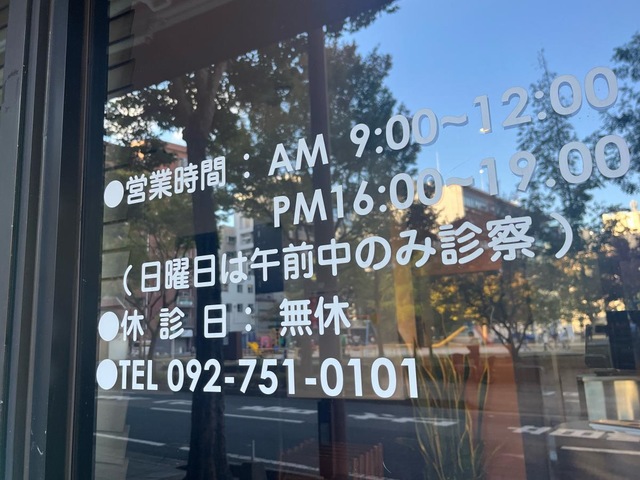 ●営業時間：AM 9:00~12:00
PM16:00~19.00
（日曜日は午前中のみ診察）
●休診日：無休
●TEL 092-751-0101